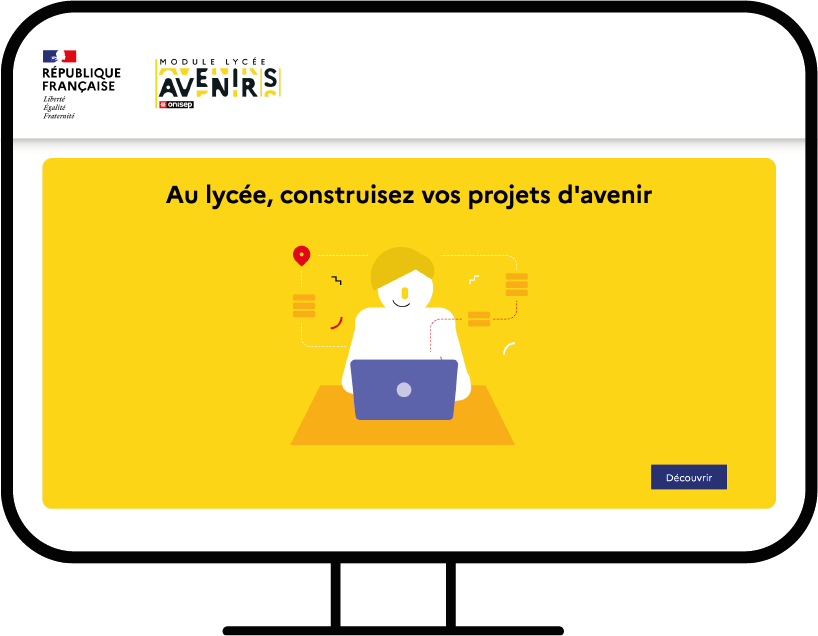 RÉPUBLIQUE
FRANÇAISE
Liberté
Égalité
Fraternité
MODULE LYCÉE
AVENIRS
onisep
Au lycée, construisez vos projets d'avenir
Découvrir